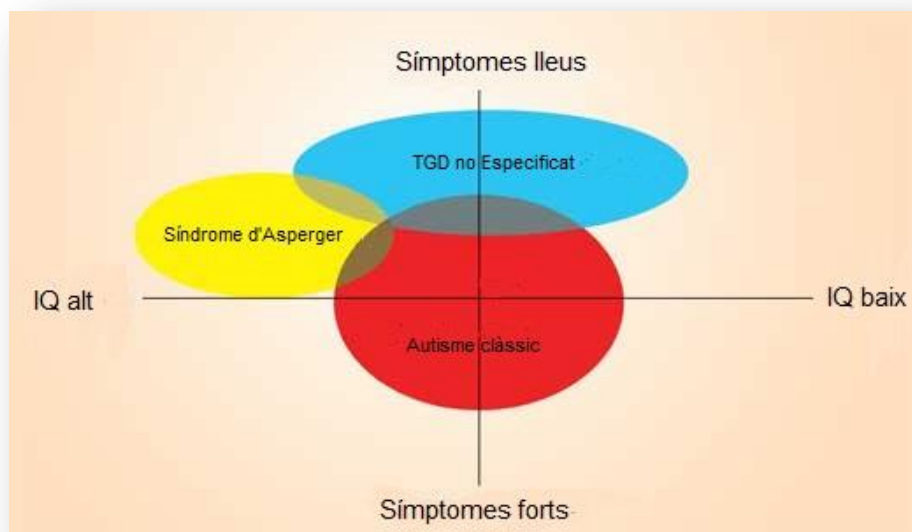 Símptomes lleus
TGD no Especificat
Síndrome d'Asperger
IQ alt
IQ baix
Autisme clàssic
Símptomes forts